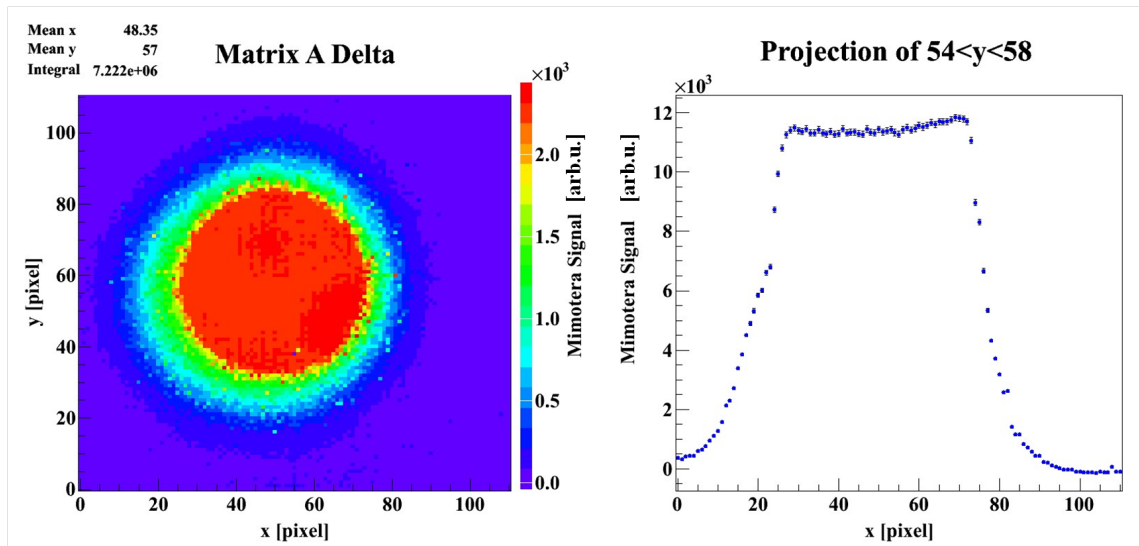 Mean x 48.35
Mean y 57
Integral 7.222e+06
Matrix A Delta
×10³
Mimotera Signal [arb.u.]
2.0
1.5
1.0
0.5
0.0
y [pixel]
100
80
60
40
20
0
0 20 40 60 80 100
x [pixel]
Projection of 54<y<58
×10³
Mimotera Signal [arb.u.]
12
10
8
6
4
2
0
0 20 40 60 80 100
x [pixel]